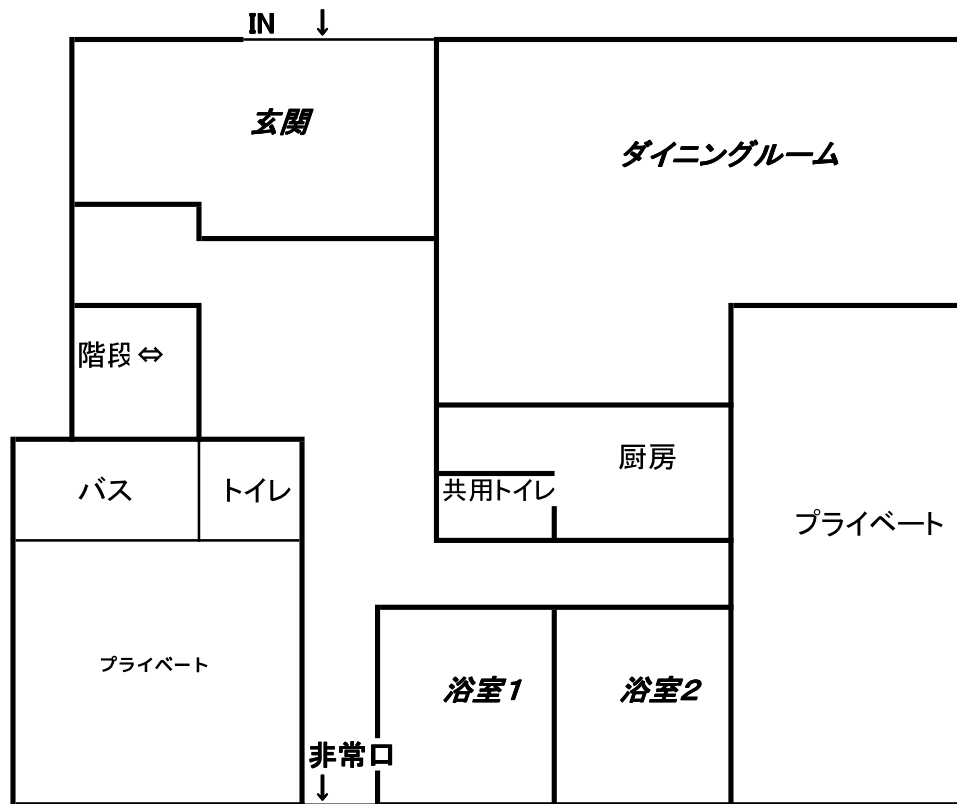 IN ↓
玄関
ダイニングルーム
階段 ⇔
厨房
バス
トイレ
共用トイレ
プライベート
プライベート
浴室1
浴室2
非常口
↓